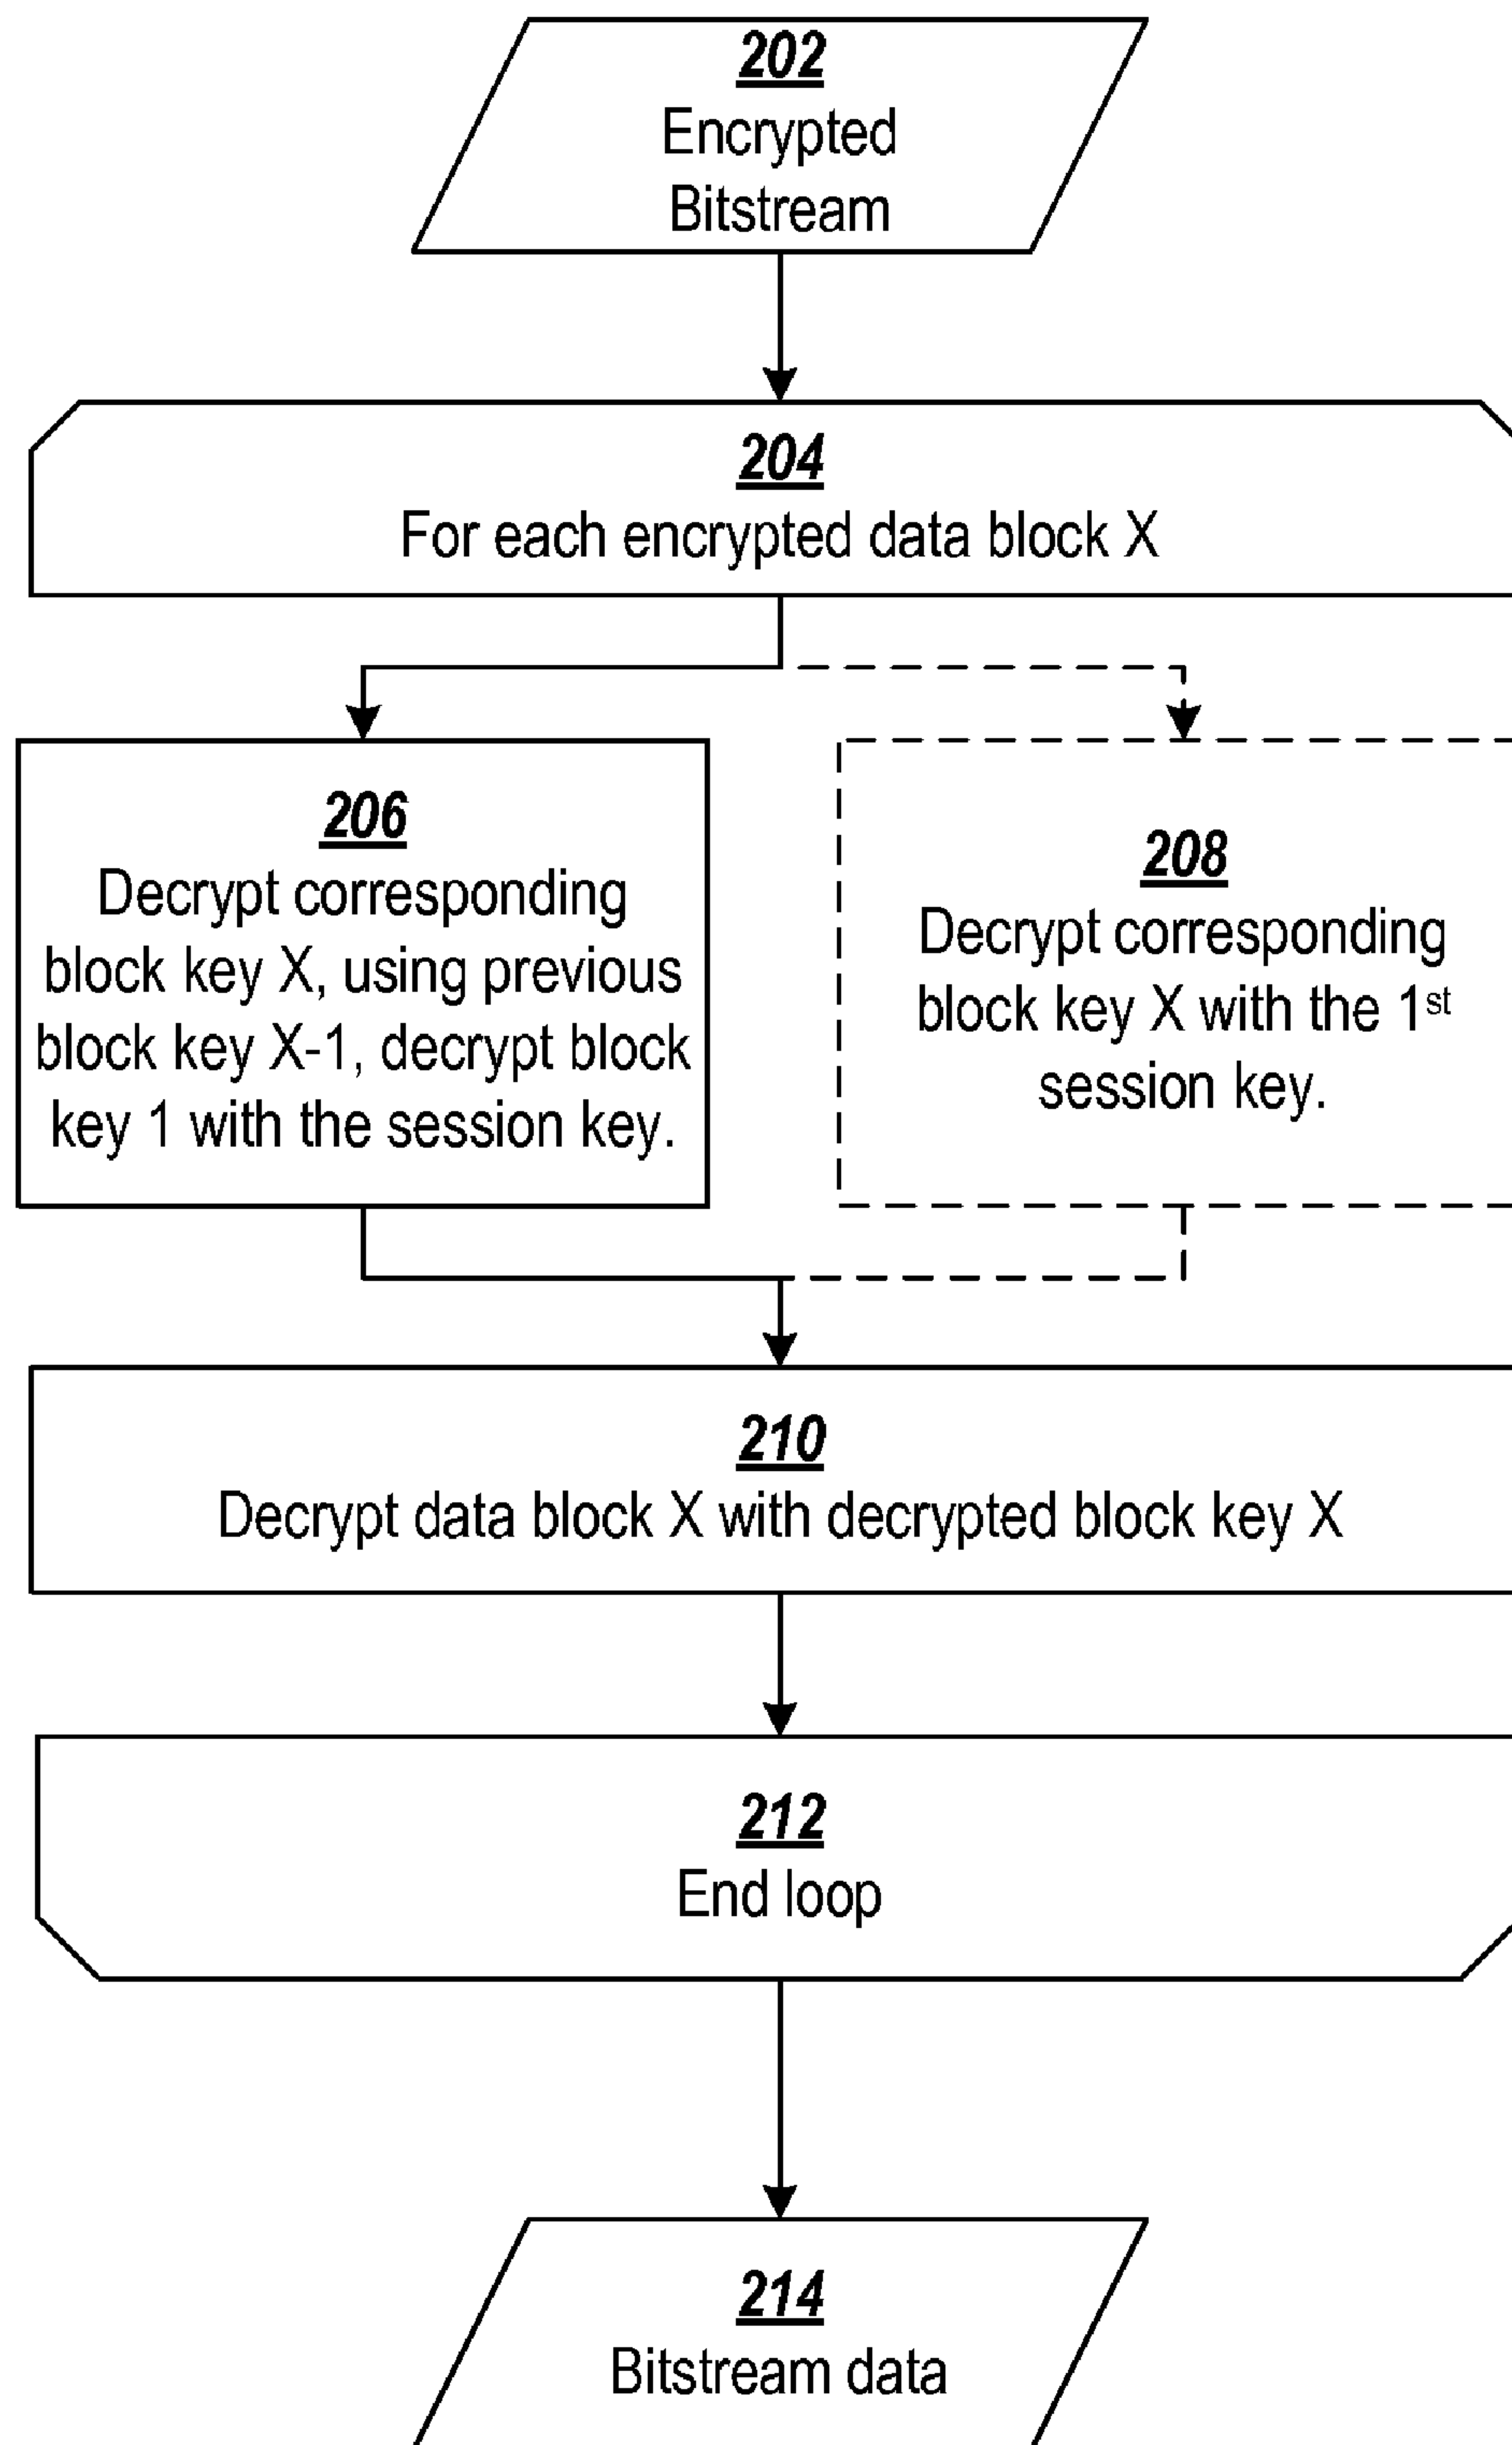 202
Encrypted
Bitstream
204
For each encrypted data block X
206
Decrypt corresponding
block key X, using previous
block key X-1, decrypt block
key 1 with the session key.
208
Decrypt corresponding
block key X with the 1st
session key.
210
Decrypt data block X with decrypted block key X
212
End loop
214
Bitstream data